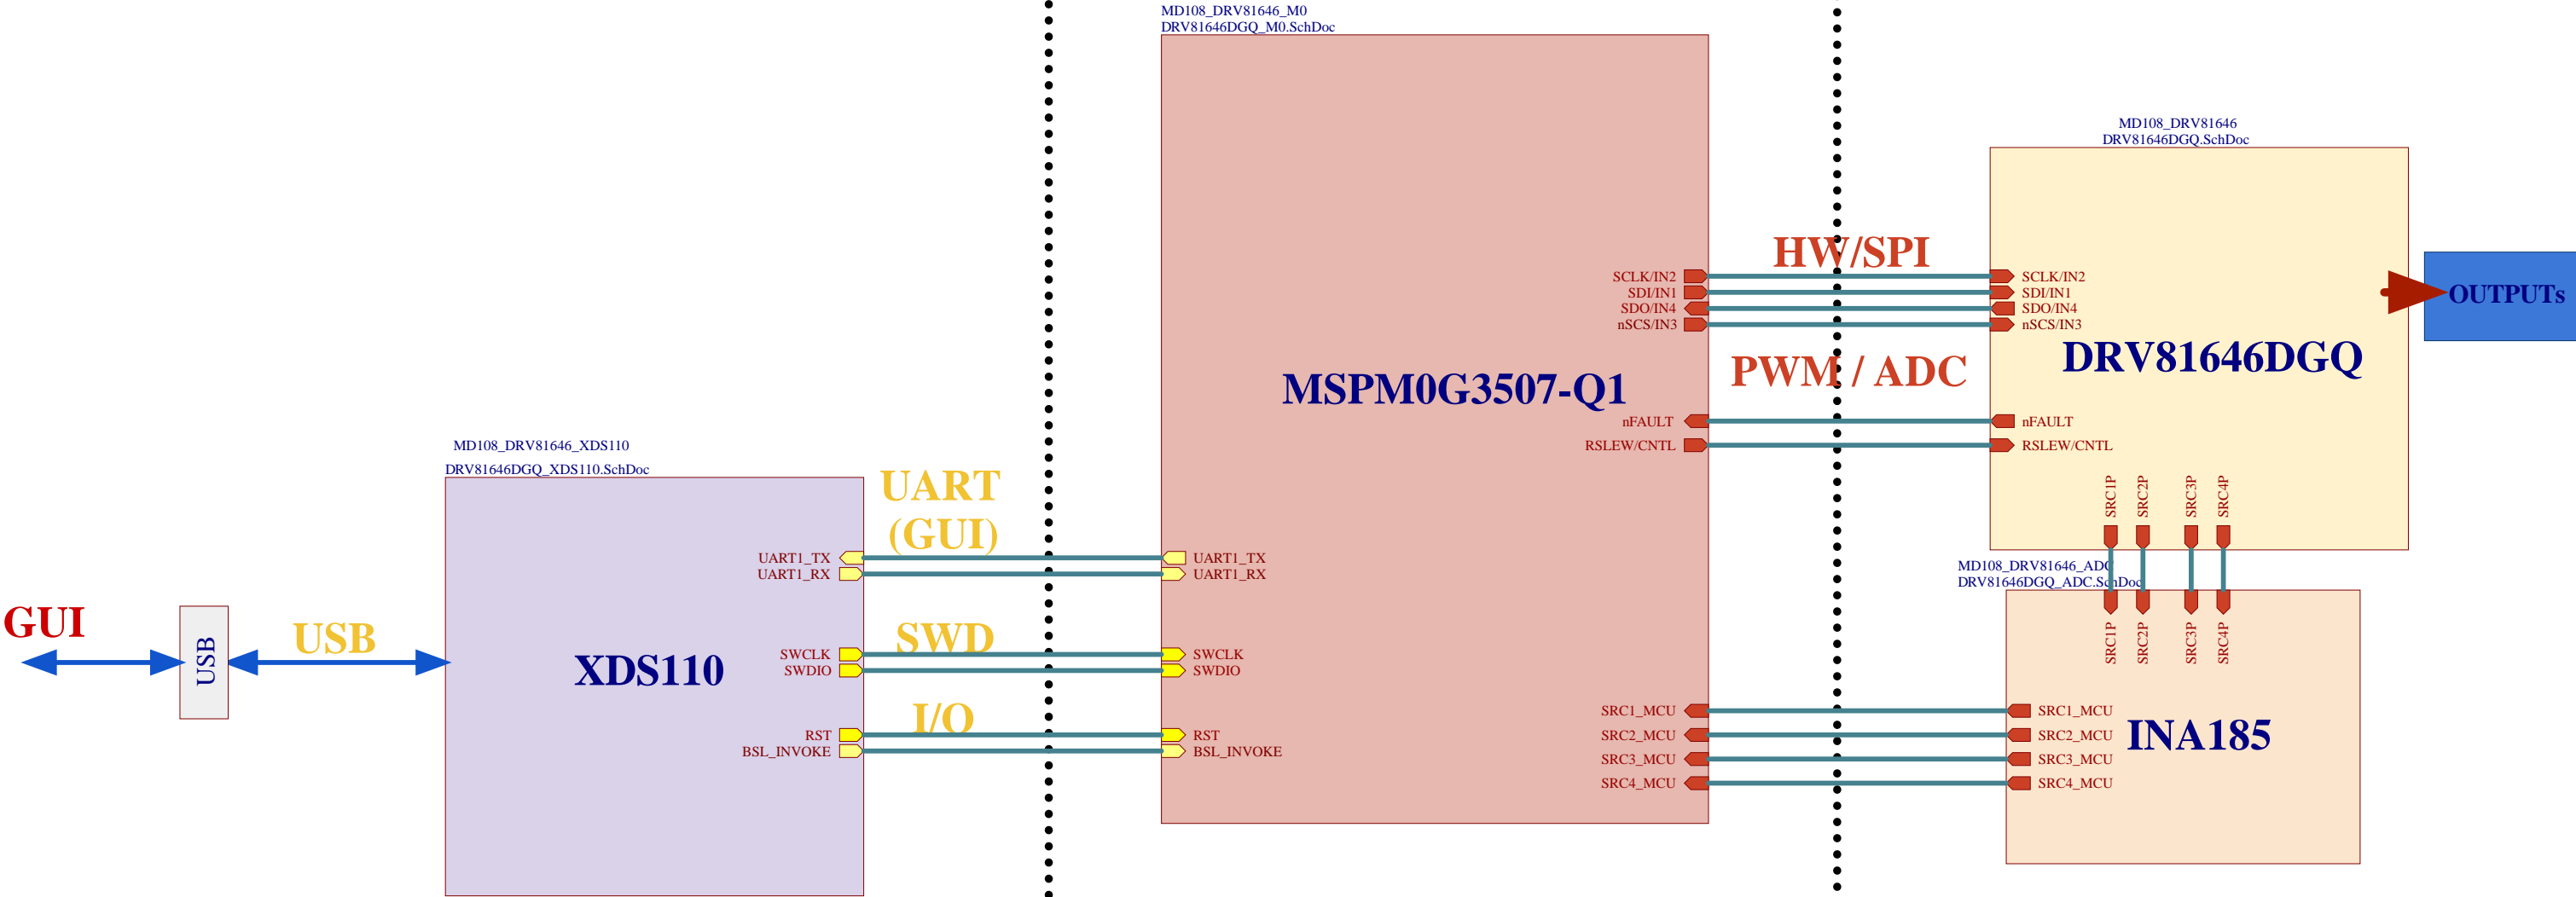 GUI
USB
USB
MD108_DRV81646_XDS110
DRV81646DGQ_XDS110.SchDoc
XDS110
UART1_TX
UART1_RX
SWCLK
SWDIO
RST
BSL_INVOKE
UART
(GUI)
SWD
I/O
MD108_DRV81646_M0
DRV81646DGQ_M0.SchDoc
MSPM0G3507-Q1
UART1_TX
UART1_RX
SWCLK
SWDIO
RST
BSL_INVOKE
SCLK/IN2
SDI/IN1
SDO/IN4
nSCS/IN3
nFAULT
RSLEW/CNTL
SRC1_MCU
SRC2_MCU
SRC3_MCU
SRC4_MCU
HW/SPI
PWM / ADC
MD108_DRV81646
DRV81646DGQ.SchDoc
SCLK/IN2
SDI/IN1
SDO/IN4
nSCS/IN3
DRV81646DGQ
nFAULT
RSLEW/CNTL
SRC1P
SRC2P
SRC3P
SRC4P
OUTPUTs
MD108_DRV81646_ADC
DRV81646DGQ_ADC.SchDoc
SRC1P
SRC2P
SRC3P
SRC4P
SRC1_MCU
SRC2_MCU
SRC3_MCU
SRC4_MCU
INA185